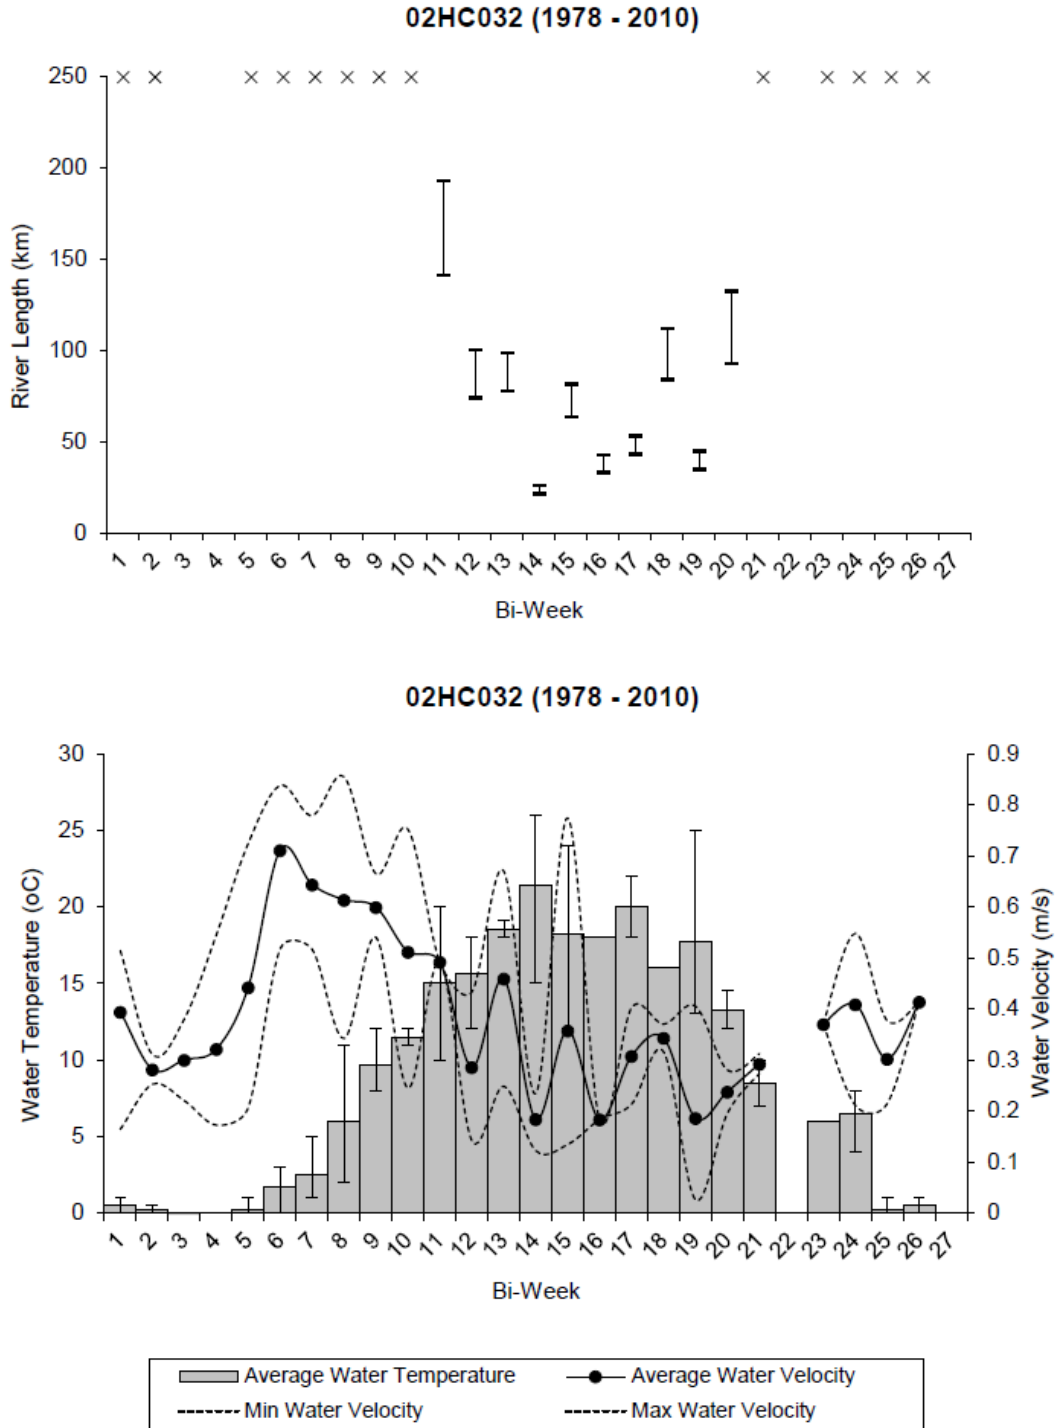 02HC032 (1978 - 2010)
250
200
150
100
50
0
River Length (km)
1 2 3 4 5 6 7 8 9 10 11 12 13 14 15 16 17 18 19 20 21 22 23 24 25 26 27
Bi-Week
02HC032 (1978 - 2010)
30 0.9
0.8
25
0.7
20 0.6
0.5
15
0.4
10 0.3
0.2
5
0.1
0 0
Water Temperature (oC)
Water Velocity (m/s)
1 2 3 4 5 6 7 8 9 10 11 12 13 14 15 16 17 18 19 20 21 22 23 24 25 26 27
Bi-Week
Average Water Temperature Average Water Velocity
Min Water Velocity Max Water Velocity